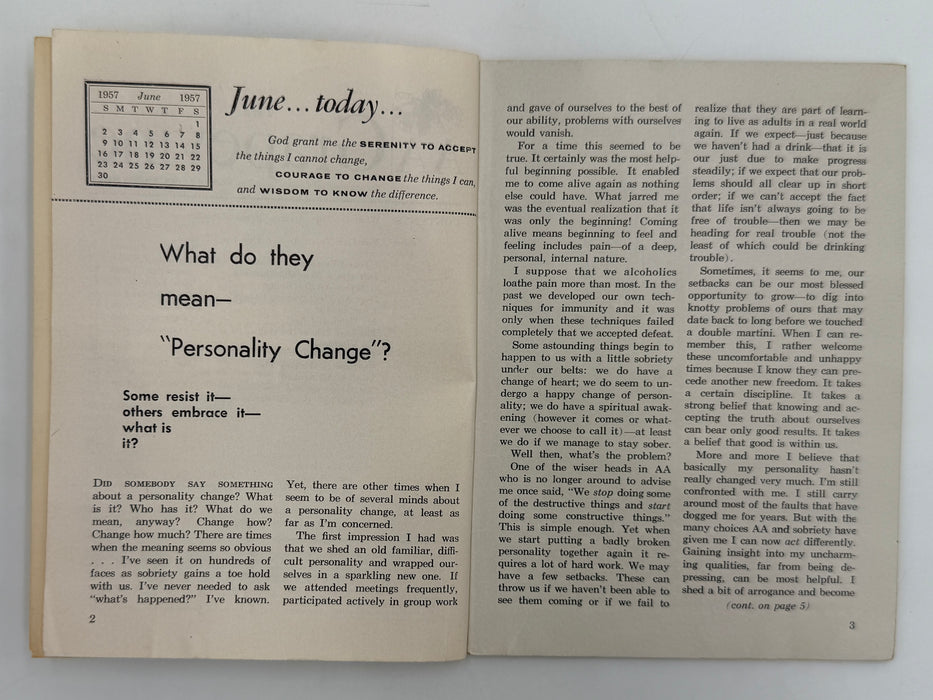 1957 June 1957
S M T W T F S
1
2 3 4 5 6 7 8
9 10 11 12 13 14 15
16 17 18 19 20 21 22
23 24 25 26 27 28 29
30
June...today...
God grant me the SERENITY TO ACCEPT
the things I cannot change,
COURAGE TO CHANGE the things I can,
and WISDOM TO KNOW the difference.
What do they
mean—
"Personality Change"?
Some resist it—
others embrace it—
what is
it?
DID SOMEBODY SAY SOMETHING
about a personality change? What
is it? Who has it? What do we
mean, anyway? Change how?
Change how much? There are times
when the meaning seems so obvious
. . . I've seen it on hundreds of
faces as sobriety gains a toe hold
with us. I've never needed to ask
"what's happened?" I've known.
Yet, there are other times when I
seem to be of several minds about
a personality change, at least as
far as I'm concerned.
The first impression I had was
that we shed an old familiar, diffi-
cult personality and wrapped our-
selves in a sparkling new one. If
we attended meetings frequently,
participated actively in group work
2
and gave of ourselves to the best of
our ability, problems with ourselves
would vanish.
For a time this seemed to be
true. It certainly was the most help-
ful beginning possible. It enabled
me to come alive again as nothing
else could have. What jarred me
was the eventual realization that it
was only the beginning! Coming
alive means beginning to feel and
feeling includes pain—of a deep,
personal, internal nature.
I suppose that we alcoholics
loathe pain more than most. In the
past we developed our own tech-
niques for immunity and it was
only when these techniques failed
completely that we accepted defeat.
Some astounding things begin to
happen to us with a little sobriety
under our belts: we do have a
change of heart; we do seem to un-
dergo a happy change of person-
ality; we do have a spiritual awak-
ening (however it comes or what-
ever we choose to call it)—at least
we do if we manage to stay sober.
Well then, what's the problem?
One of the wiser heads in AA
who is no longer around to advise
me once said, "We stop doing some
of the destructive things and start
doing some constructive things."
This is simple enough. Yet when
we start putting a badly broken
personality together again it re-
quires a lot of hard work. We may
have a few setbacks. These can
throw us if we haven't been able to
see them coming or if we fail to
realize that they are part of learn-
ing to live as adults in a real world
again. If we expect—just because
we haven't had a drink—that it is
our just due to make progress
steadily; if we expect that our prob-
lems should all clear up in short
order; if we can't accept the fact
that life isn't always going to be
free of trouble—then we may be
heading for real trouble (not the
least of which could be drinking
trouble).
Sometimes, it seems to me, our
setbacks can be our most blessed
opportunity to grow—to dig into
knotty problems of ours that may
date back to long before we touched
a double martini. When I can re-
member this, I rather welcome
these uncomfortable and unhappy
times because I know they can pre-
cede another new freedom. It takes
a certain discipline. It takes a
strong belief that knowing and ac-
cepting the truth about ourselves
can bear only good results. It takes
a belief that good is within us.
More and more I believe that
basically my personality hasn't
really changed very much. I'm still
confronted with me. I still carry
around most of the faults that have
dogged me for years. But with the
many choices AA and sobriety have
given me I can now act differently.
Gaining insight into my uncharm-
ing qualities, far from being de-
pressing, can be most helpful. I
shed a bit of arrogance and become
(cont. on page 5)
3